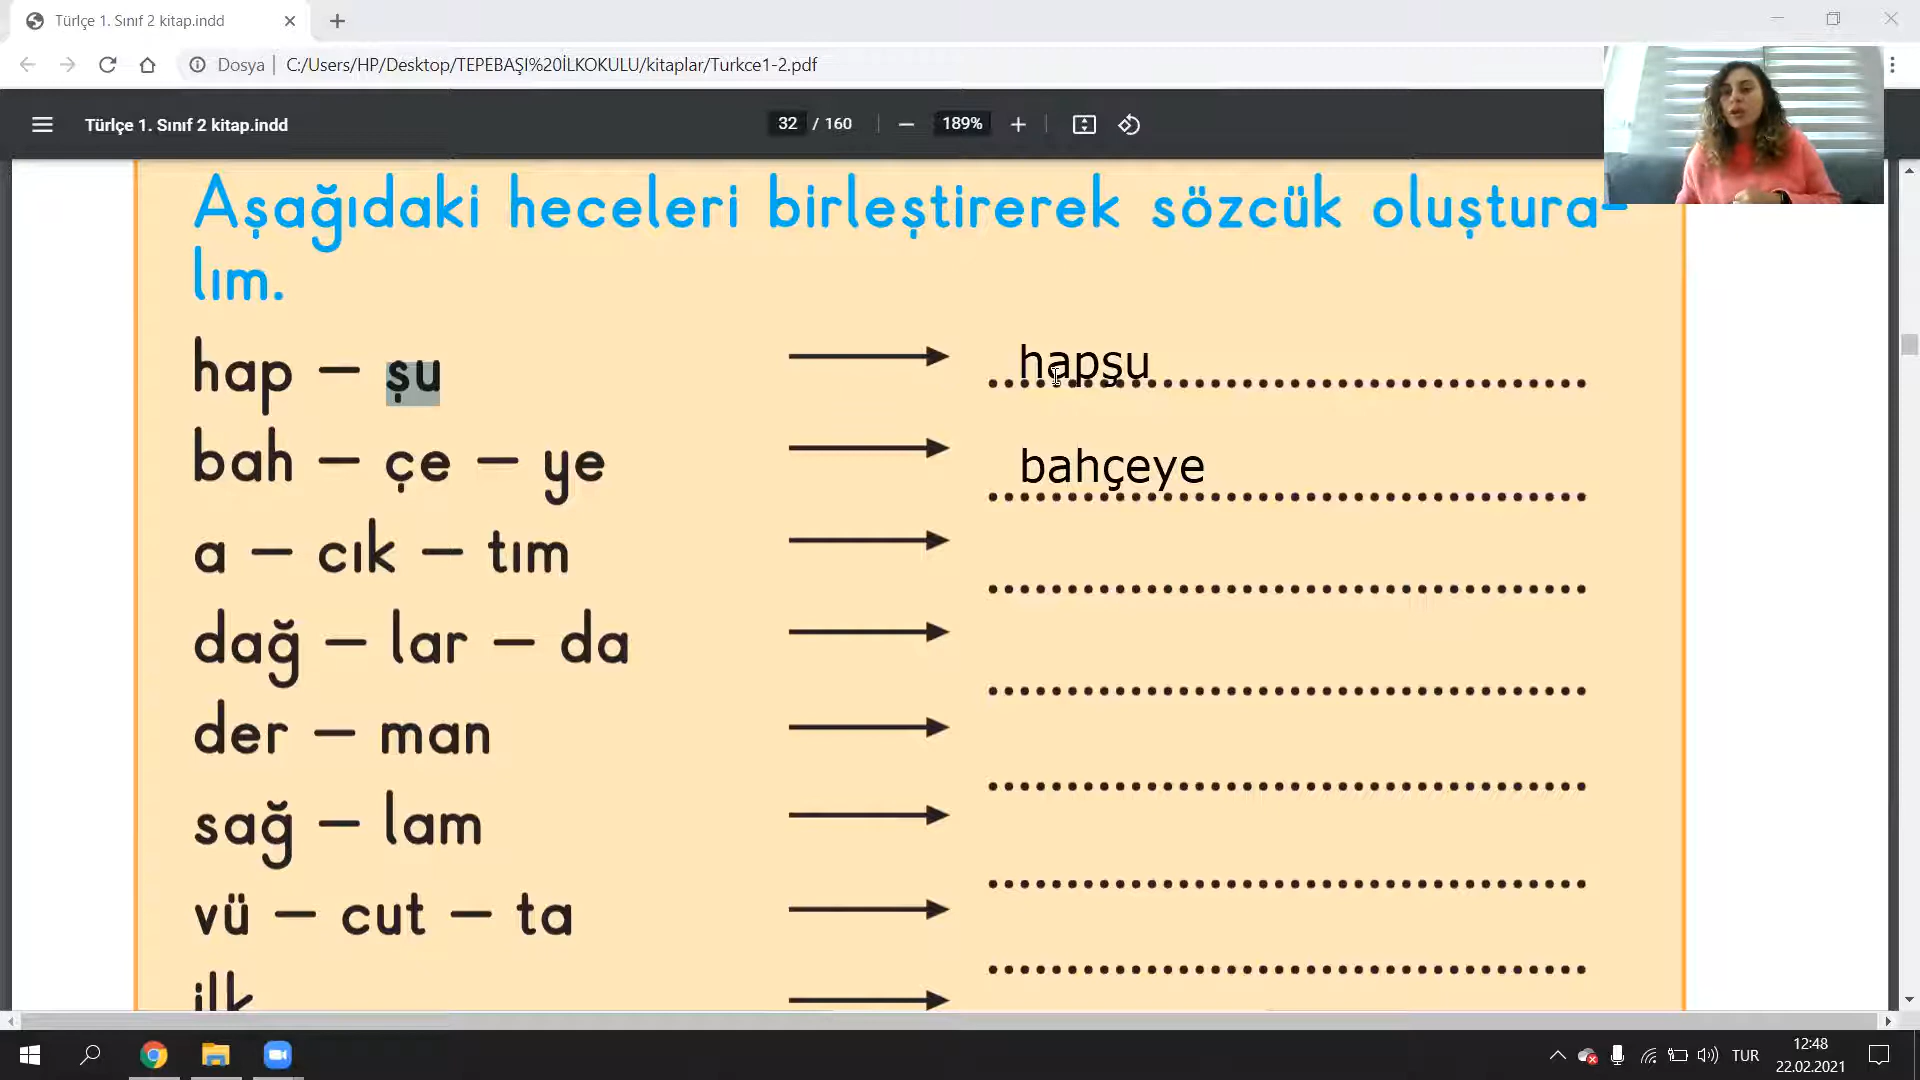 Türlçe 1. Sınıf 2 kitap.indd
Dosya | C:/Users/HP/Desktop/TEPEBAŞI%20İLKOKULU/kitaplar/Turkce1-2.pdf
Türlçe 1. Sınıf 2 kitap.indd 32 / 160 189%
Aşağıdaki heceleri birleştirerek sözcük oluştura-
lım.
hap – şu hapşu
bah – çe – ye bahçeye
a – cık – tım
dağ – lar – da
der – man
sağ – lam
vü – cut – ta
ilk
TUR 12:48
22.02.2021